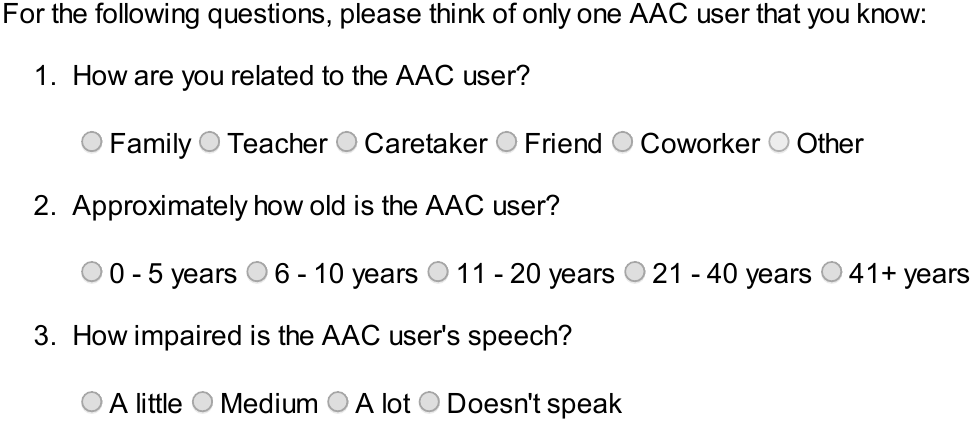 For the following questions, please think of only one AAC user that you know:
1. How are you related to the AAC user?
Family Teacher Caretaker Friend Coworker Other
2. Approximately how old is the AAC user?
0 - 5 years 6 - 10 years 11 - 20 years 21 - 40 years 41+ years
3. How impaired is the AAC user's speech?
A little Medium A lot Doesn't speak